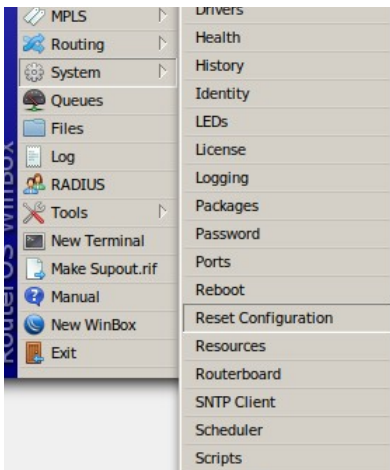 MPLS
Routing
System
Queues
Files
Log
RADIUS
Tools
New Terminal
Make Supout.rif
Manual
New WinBox
Exit
RouterOS WinBox
Drivers
Health
History
Identity
LEDs
License
Logging
Packages
Password
Ports
Reboot
Reset Configuration
Resources
Routerboard
SNTP Client
Scheduler
Scripts